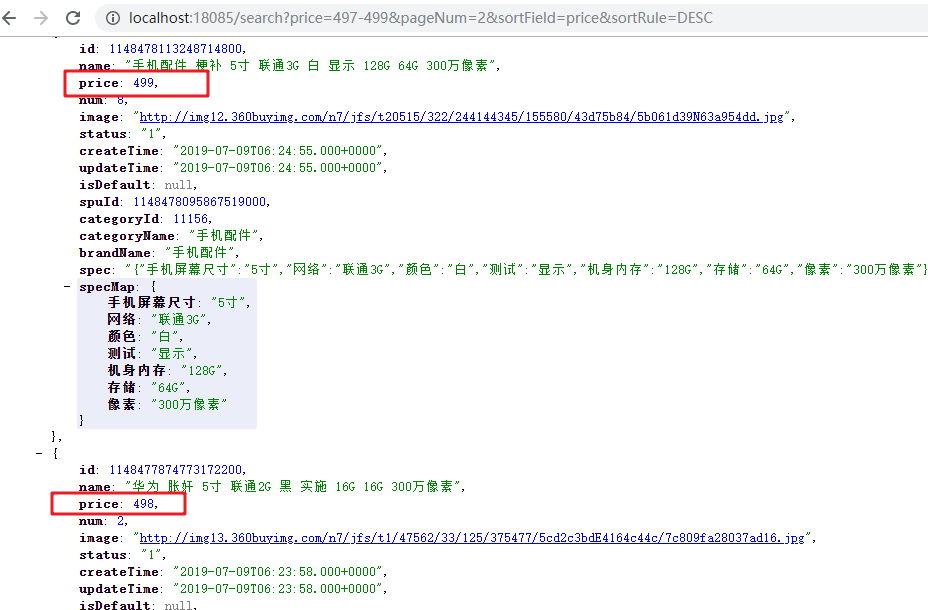 localhost:18085/search?price=497-499&pageNum=2&sortField=price&sortRule=DESC
id: 1148478113248714800,
name: "手机配件 梗补 5寸 联通3G 白 显示 128G 64G 300万像素",
price: 499,
num: 8,
image: "http://img12.360buyimg.com/n7/jfs/t20515/322/244144345/155580/43d75b84/5b061d39N63a954dd.jpg",
status: "1",
createTime: "2019-07-09T06:24:55.000+0000",
updateTime: "2019-07-09T06:24:55.000+0000",
isDefault: null,
spuId: 1148478095867519000,
categoryId: 11156,
categoryName: "手机配件",
brandName: "手机配件",
spec: "{"手机屏幕尺寸":"5寸","网络":"联通3G","颜色":"白","测试":"显示","机身内存":"128G","存储":"64G","像素":"300万像素"}
- specMap: {
手机屏幕尺寸: "5寸",
网络: "联通3G",
颜色: "白",
测试: "显示",
机身内存: "128G",
存储: "64G",
像素: "300万像素"
}
},
- {
id: 1148477874773172200,
name: "华为 胀奸 5寸 联通2G 黑 实施 16G 16G 300万像素",
price: 498,
num: 2,
image: "http://img13.360buyimg.com/n7/jfs/t1/47562/33/125/375477/5cd2c3bdE4164c44c/7c809fa28037ad16.jpg",
status: "1",
createTime: "2019-07-09T06:23:58.000+0000",
updateTime: "2019-07-09T06:23:58.000+0000",
isDefault: null,